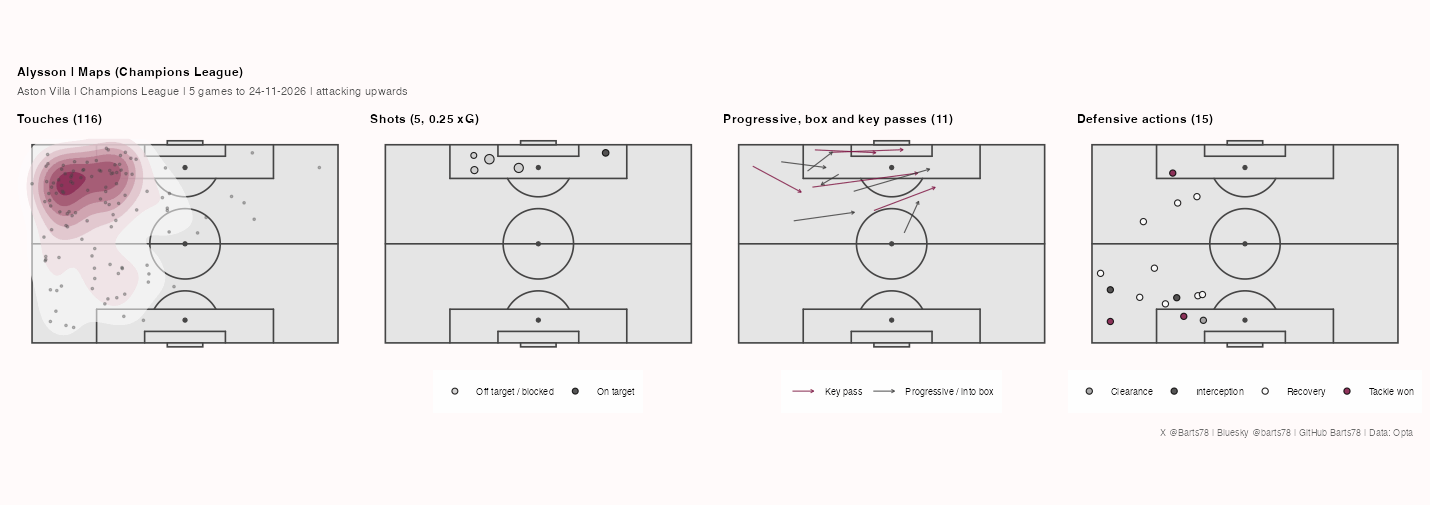 Alysson | Maps (Champions League)
Aston Villa | Champions League | 5 games to 24-11-2026 | attacking upwards
Touches (116)
Shots (5, 0.25 xG)
Progressive, box and key passes (11)
Defensive actions (15)
Off target / blocked
On target
Key pass
Progressive / into box
Clearance
Interception
Recovery
Tackle won
X @Barts78 | Bluesky @barts78 | GitHub Barts78 | Data: Opta